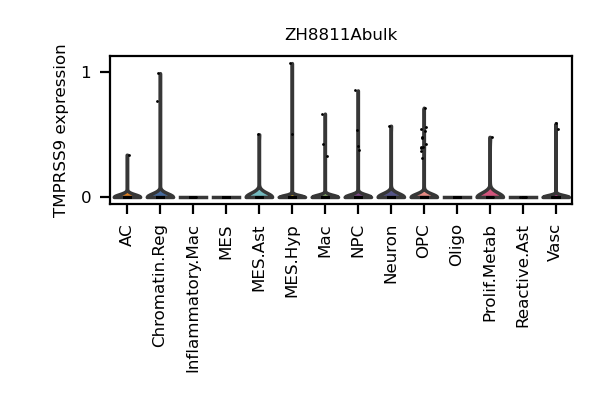 ZH8811Abulk
TMPRSS9 expression
1
0
AC
Chromatin.Reg
Inflammatory.Mac
MES
MES.Ast
MES.Hyp
Mac
NPC
Neuron
OPC
Oligo
Prolif.Metab
Reactive.Ast
Vasc